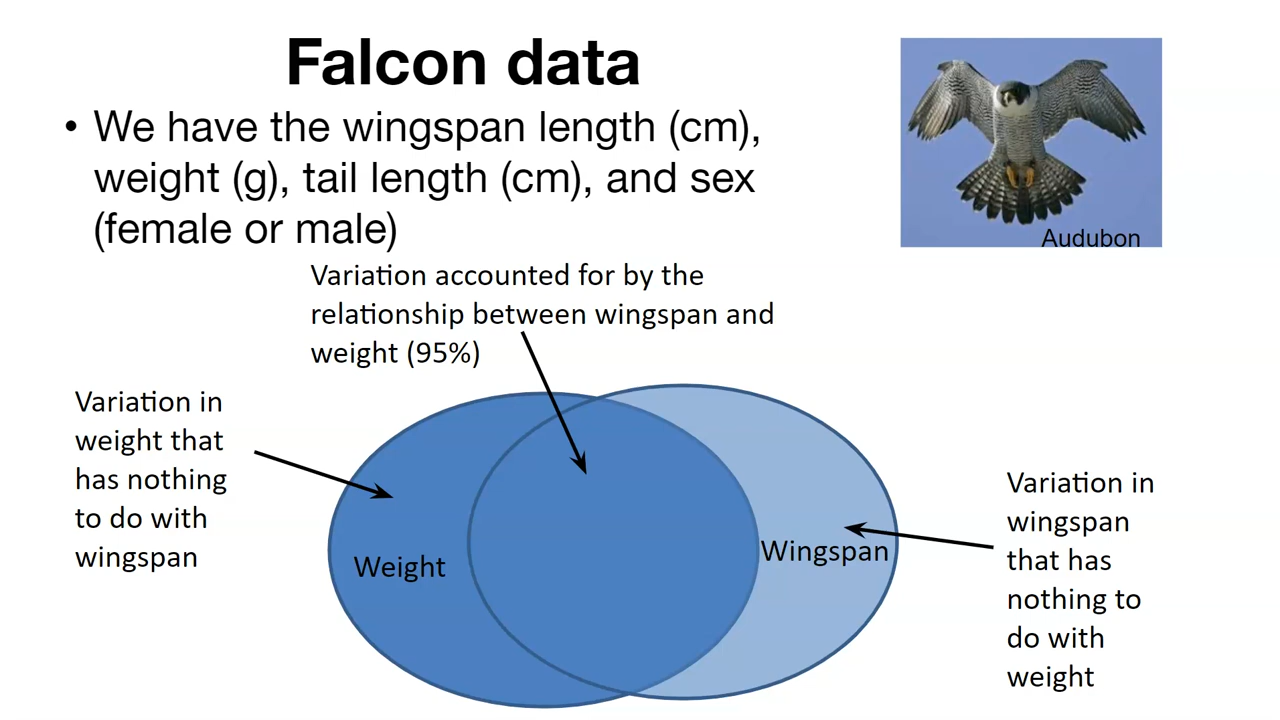 Falcon data
• We have the wingspan length (cm),
weight (g), tail length (cm), and sex
(female or male)
Audubon
Variation accounted for by the
relationship between wingspan and
weight (95%)
Variation in
weight that
has nothing
to do with
wingspan
Weight
Wingspan
Variation in
wingspan
that has
nothing to
do with
weight